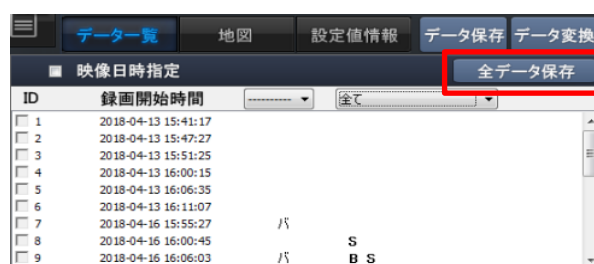 データ一覧 地図 設定値情報 データ保存 データ変換
映像日時指定 全データ保存
ID 録画開始時間 ---------- 全て
1 2018-04-13 15:41:17
2 2018-04-13 15:47:27
3 2018-04-13 15:51:25
4 2018-04-13 16:00:15
5 2018-04-13 16:06:35
6 2018-04-13 16:11:07
7 2018-04-16 15:55:27 バ
8 2018-04-16 16:00:45 S
9 2018-04-16 16:06:03 バ B S